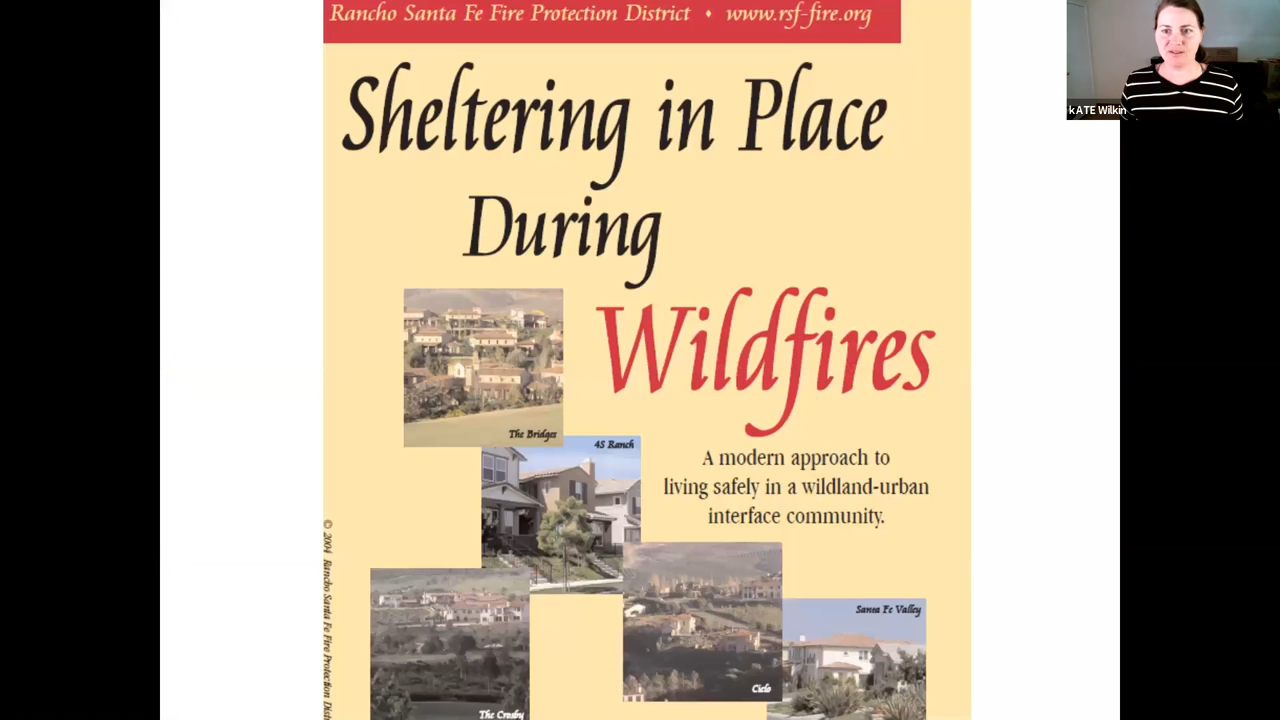 Rancho Santa Fe Fire Protection District • www.rsf-fire.org
kATE Wilkin
Sheltering in Place
During
Wildfires
The Bridges
4S Ranch
A modern approach to
living safely in a wildland-urban
interface community.
Santa Fe Valley
Cielo
The Crosby
© 2004 Rancho Santa Fe Fire Protection